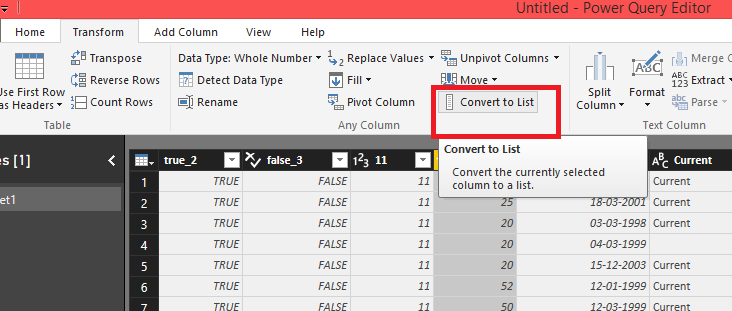 Untitled - Power Query Editor
Home Transform Add Column View Help
Transpose Data Type: Whole Number Replace Values Unpivot Columns Merge C
Use First Row as Headers Reverse Rows Detect Data Type Fill Move Split Column Format ABC 123 Extract
Count Rows Rename Pivot Column Convert to List Parse
Table Any Column Text Column
Convert to List
Convert the currently selected column to a list.
s [1] true_2 false_3 123 11 ABC Current
et1 1 TRUE FALSE 11 Current
2 TRUE FALSE 11 25 18-03-2001 Current
3 TRUE FALSE 11 20 03-03-1998 Current
4 TRUE FALSE 11 20 04-03-1999
5 TRUE FALSE 11 20 15-12-2003 Current
6 TRUE FALSE 11 52 12-01-1999 Current
7 TRUE FALSE 11 50 12-03-1999 Current